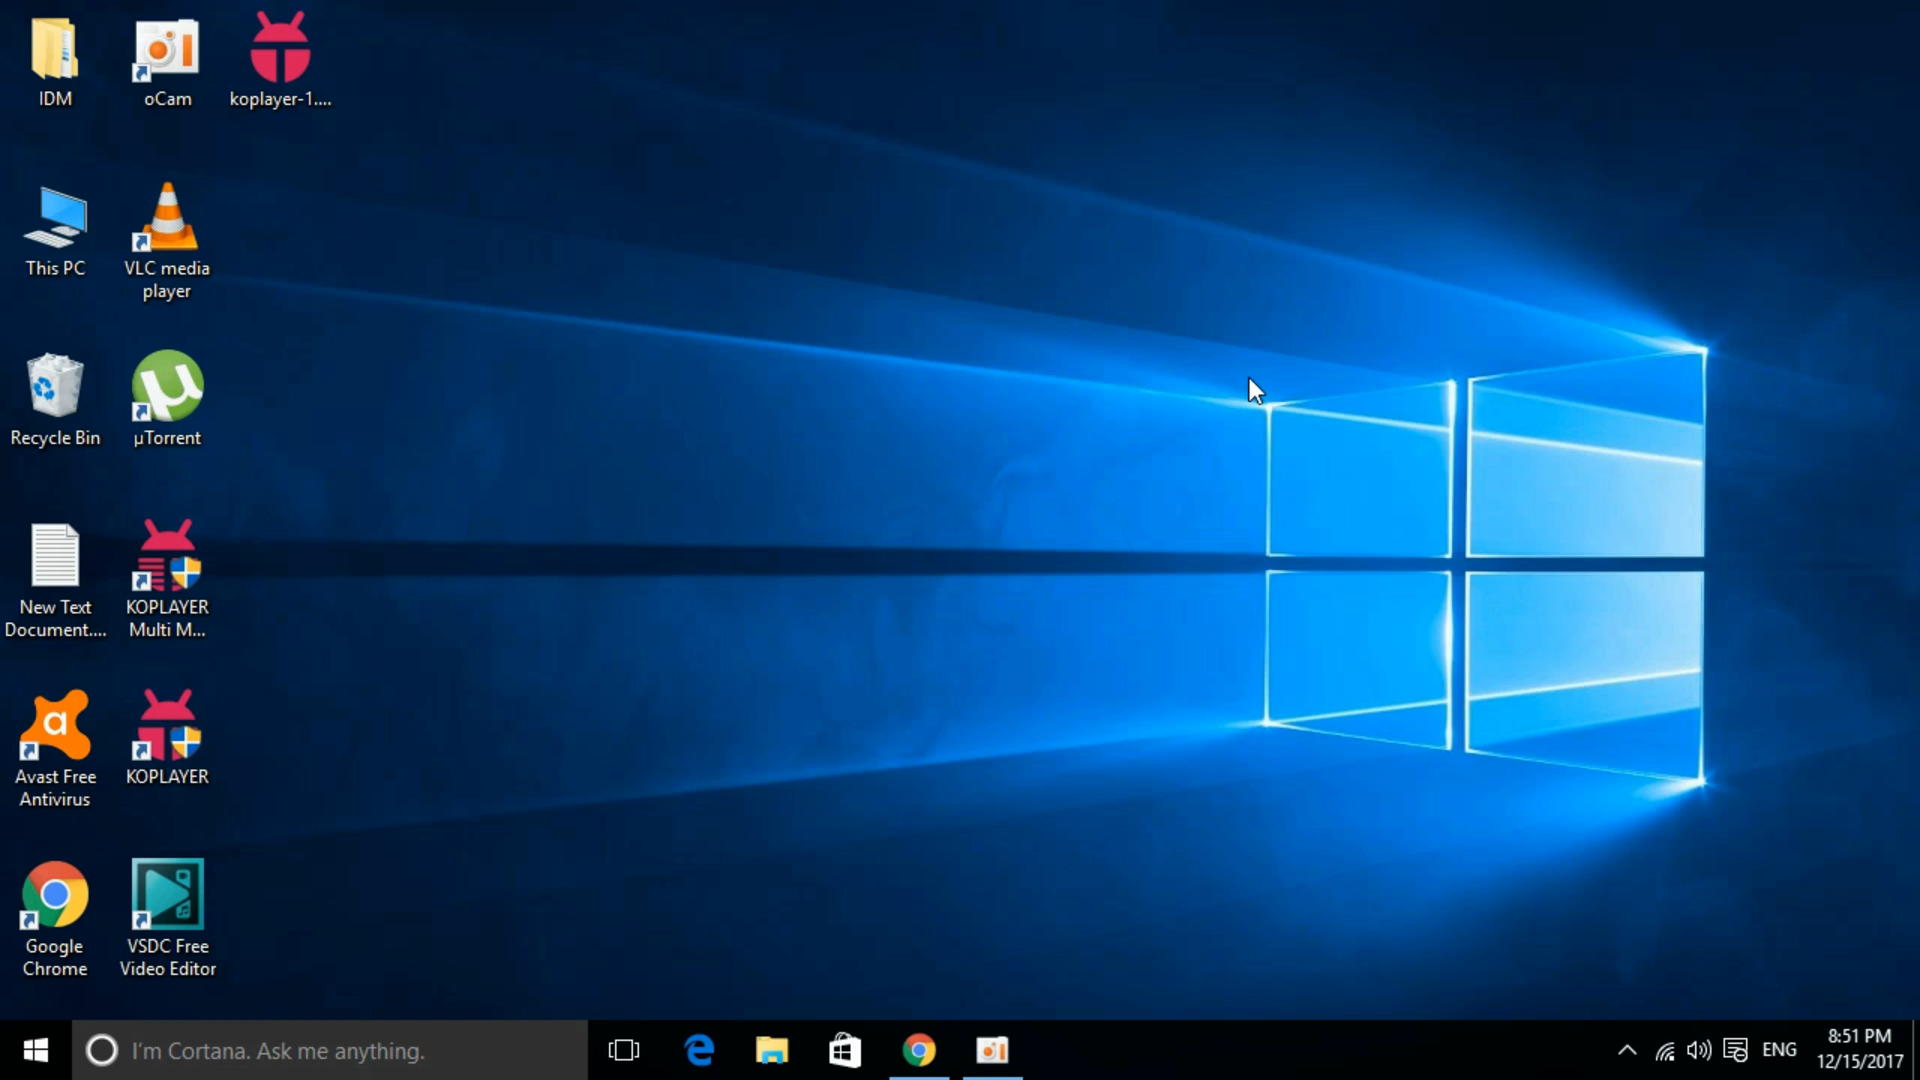 IDM
oCam
koplayer-1....
This PC
VLC media
player
Recycle Bin
µTorrent
New Text
Document....
KOPLAYER
Multi M...
Avast Free
Antivirus
KOPLAYER
Google
Chrome
VSDC Free
Video Editor
I'm Cortana. Ask me anything.
ENG
8:51 PM
12/15/2017